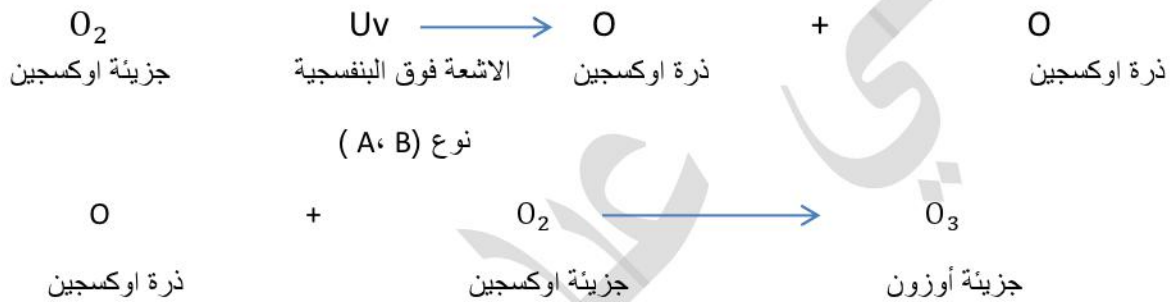 O₂ Uv → O + O
جزيئة اوكسجين الاشعة فوق البنفسجية ذرة اوكسجين ذرة اوكسجين
نوع (A، B )
O + O₂ → O₃
ذرة اوكسجين جزيئة اوكسجين جزيئة أوزون